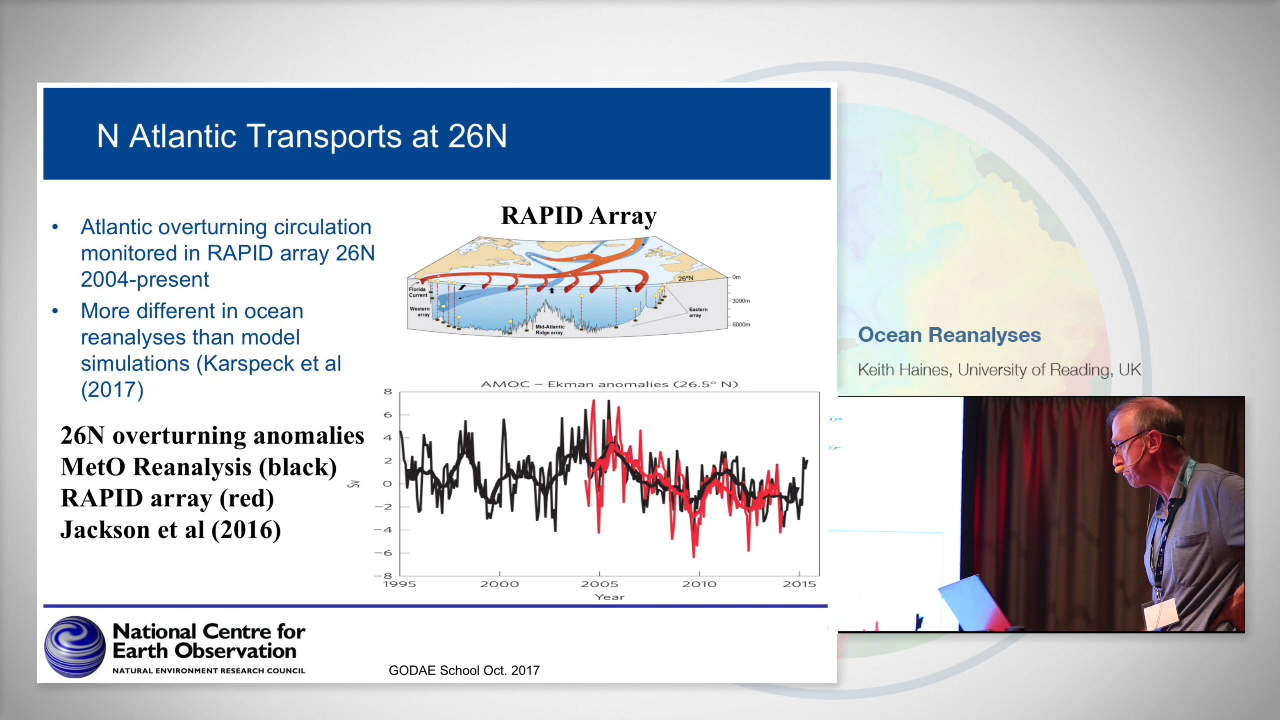 N Atlantic Transports at 26N
• Atlantic overturning circulation
monitored in RAPID array 26N
2004-present
• More different in ocean
reanalyses than model
simulations (Karspeck et al
(2017)
26N overturning anomalies
MetO Reanalysis (black)
RAPID array (red)
Jackson et al (2016)
RAPID Array
26°N
0m
3000m
6000m
Florida
Current
Western
array
Mid-Atlantic
Ridge array
Eastern
array
AMOC – Ekman anomalies (26.5° N)
8
6
4
2
0
−2
−4
−6
−8
Sv
1995
2000
2005
2010
2015
Year
National Centre for
Earth Observation
NATURAL ENVIRONMENT RESEARCH COUNCIL
GODAE School Oct. 2017
Ocean Reanalyses
Keith Haines, University of Reading, UK